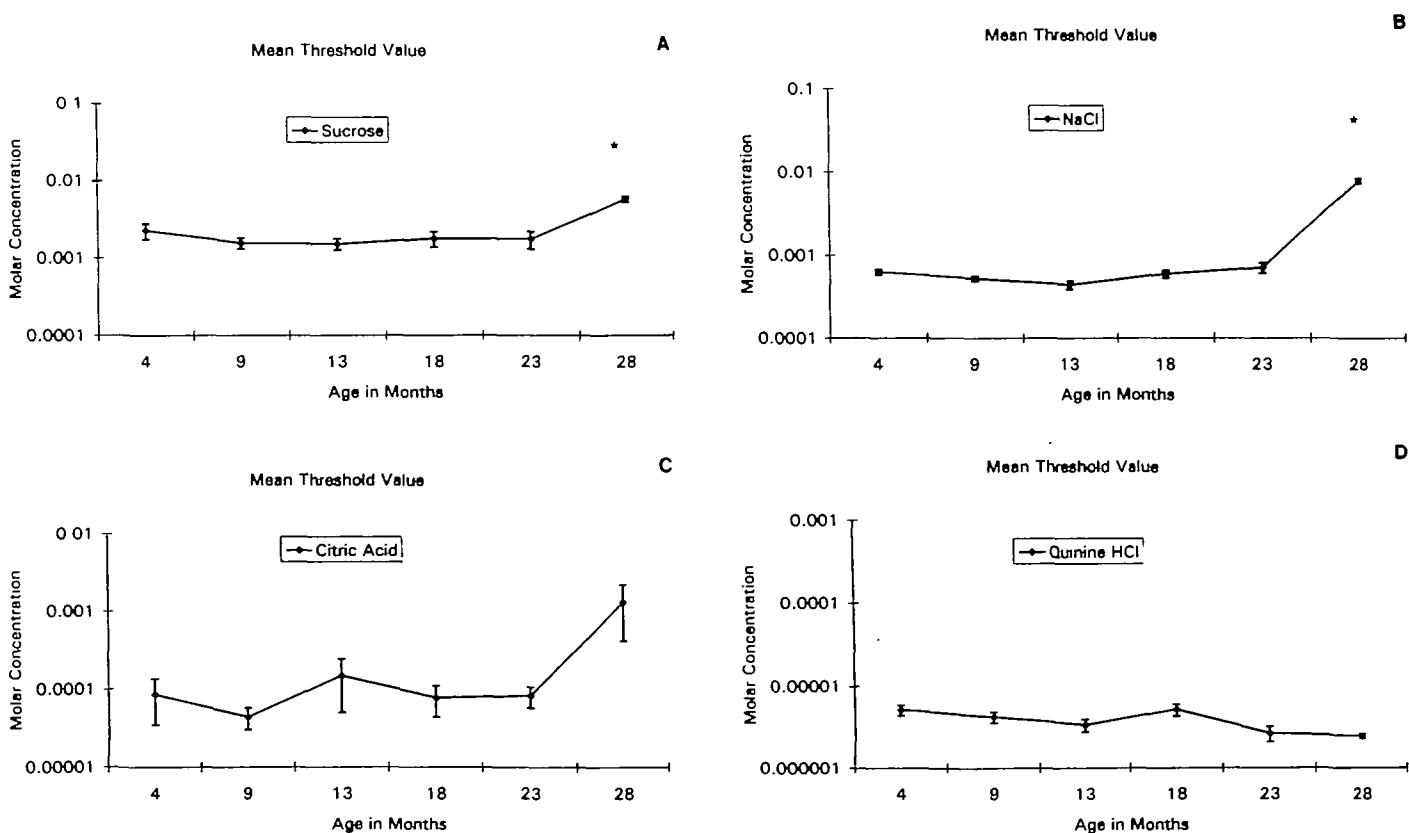 A
Mean Threshold Value
Sucrose
*
0 1
0.01
0.001
0.0001
Molar Concentration
4 9 13 18 23 28
Age in Months
B
Mean Threshold Value
NaCl
*
0.1
0.01
0.001
0.0001
Molar Concentration
4 9 13 18 23 28
Age in Months
C
Mean Threshold Value
Citric Acid
0 01
0.001
0.0001
0.00001
Molar Concentration
4 9 13 18 23 28
Age in Months
D
Mean Threshold Value
Quinine HCl
0.001
0.0001
0.00001
0.000001
Molar Concentration
4 9 13 18 23 28
Age in Months